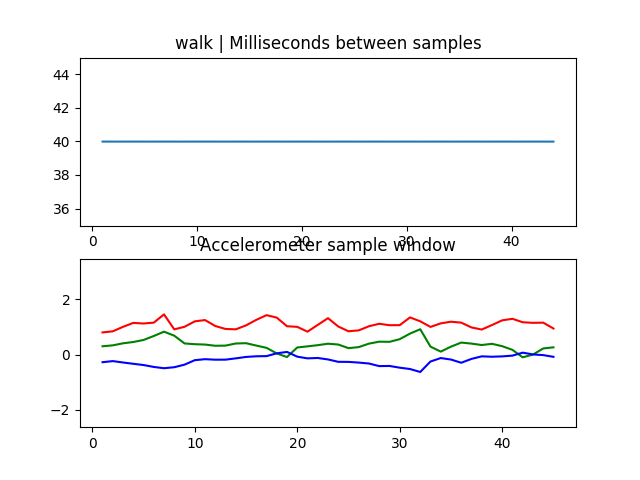 walk | Milliseconds between samples
44
42
40
38
36
0 10 20 30 40
Accelerometer sample window
2
0
−2
0 10 20 30 40